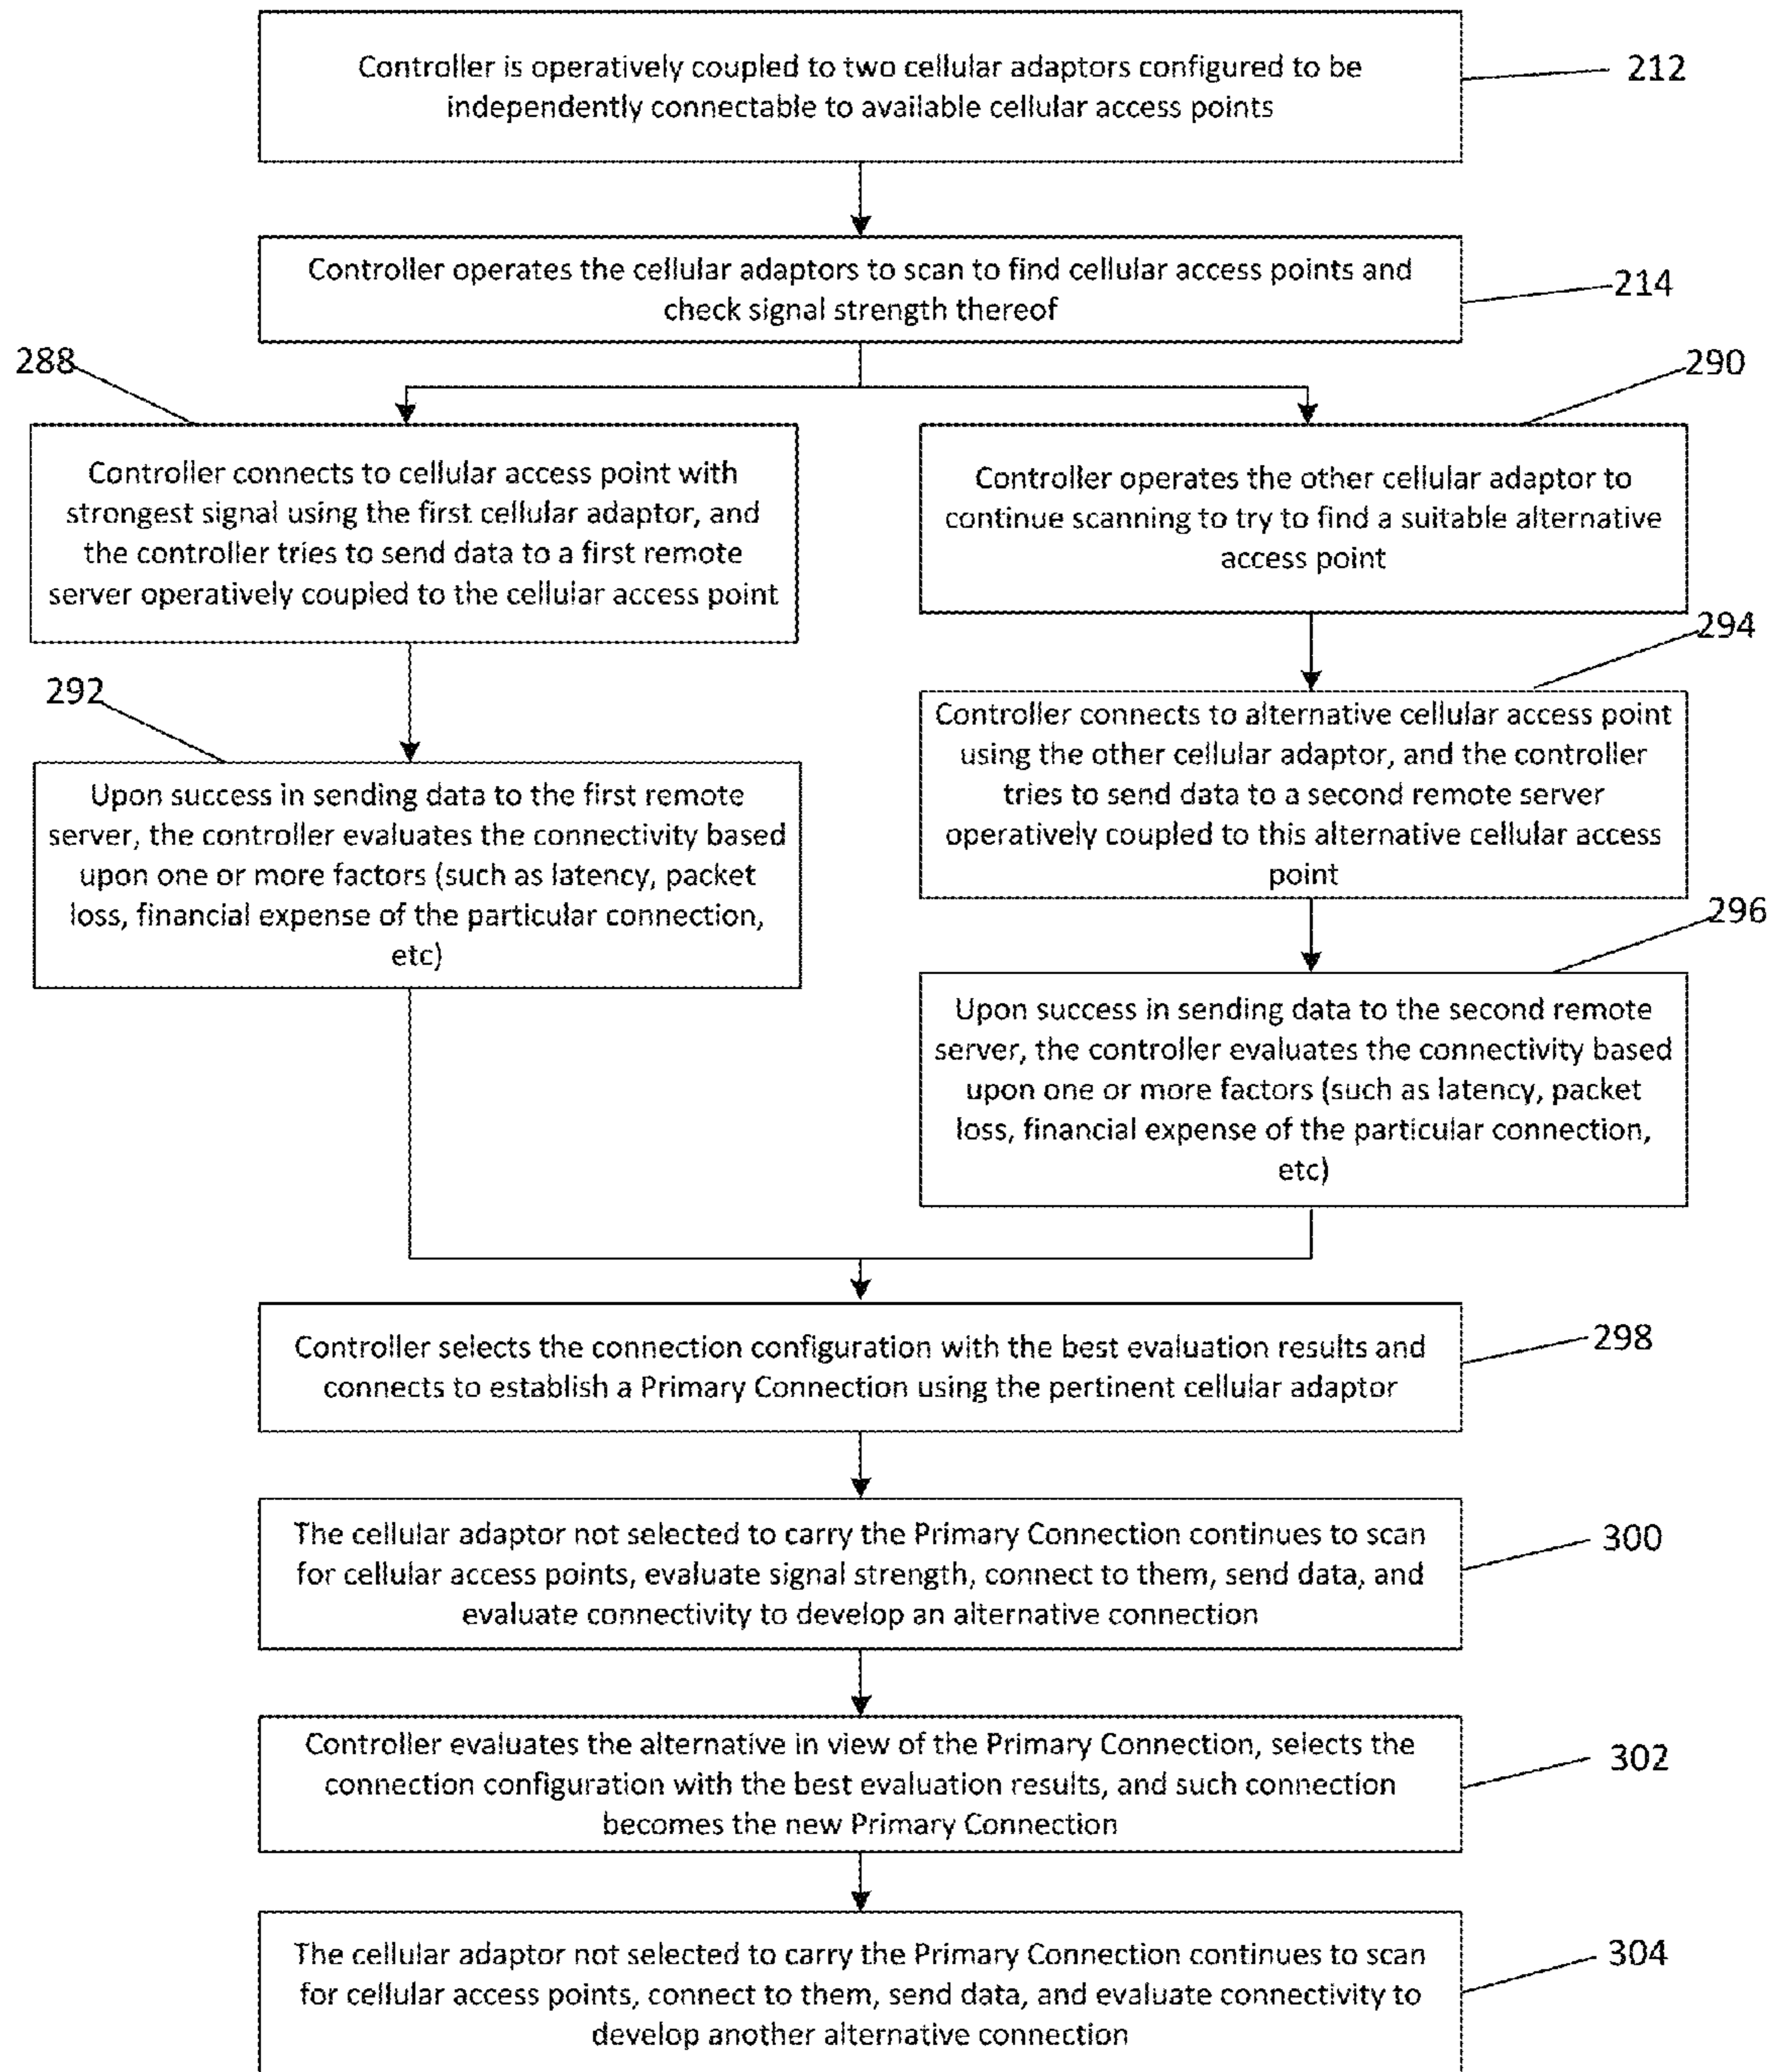 Controller is operatively coupled to two cellular adaptors configured to be
independently connectable to available cellular access points
212
Controller operates the cellular adaptors to scan to find cellular access points and
check signal strength thereof
214
288
290
Controller connects to cellular access point with
strongest signal using the first cellular adaptor, and
the controller tries to send data to a first remote
server operatively coupled to the cellular access point
Controller operates the other cellular adaptor to
continue scanning to try to find a suitable alternative
access point
294
292
Controller connects to alternative cellular access point
using the other cellular adaptor, and the controller
tries to send data to a second remote server
operatively coupled to this alternative cellular access
point
Upon success in sending data to the first remote
server, the controller evaluates the connectivity based
upon one or more factors (such as latency, packet
loss, financial expense of the particular connection,
etc)
296
Upon success in sending data to the second remote
server, the controller evaluates the connectivity based
upon one or more factors (such as latency, packet
loss, financial expense of the particular connection,
etc)
Controller selects the connection configuration with the best evaluation results and
connects to establish a Primary Connection using the pertinent cellular adaptor
298
The cellular adaptor not selected to carry the Primary Connection continues to scan
for cellular access points, evaluate signal strength, connect to them, send data, and
evaluate connectivity to develop an alternative connection
300
Controller evaluates the alternative in view of the Primary Connection, selects the
connection configuration with the best evaluation results, and such connection
becomes the new Primary Connection
302
The cellular adaptor not selected to carry the Primary Connection continues to scan
for cellular access points, connect to them, send data, and evaluate connectivity to
develop another alternative connection
304